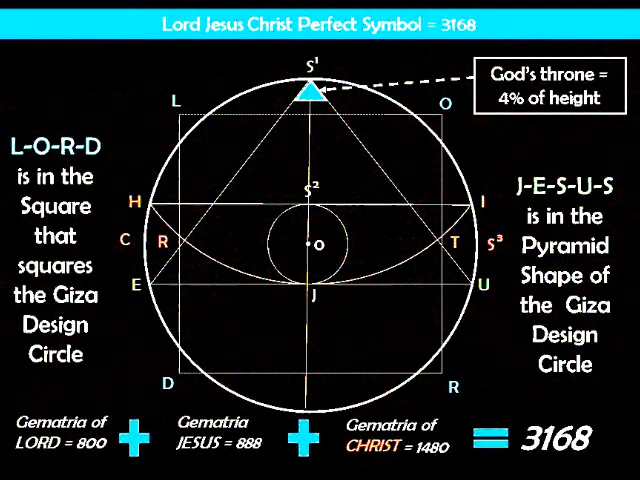 Lord Jesus Christ Perfect Symbol = 3168
S¹
God's throne =
4% of height
L
O
L-O-R-D
is in the
Square
that
squares
the Giza
Design
Circle
J-E-S-U-S
is in the
Pyramid
Shape of
the Giza
Design
Circle
S²
H
I
C
R
O
T
S³
E
J
U
D
R
Gematria of
LORD = 800
Gematria
JESUS = 888
Gematria of
CHRIST = 1480
3168